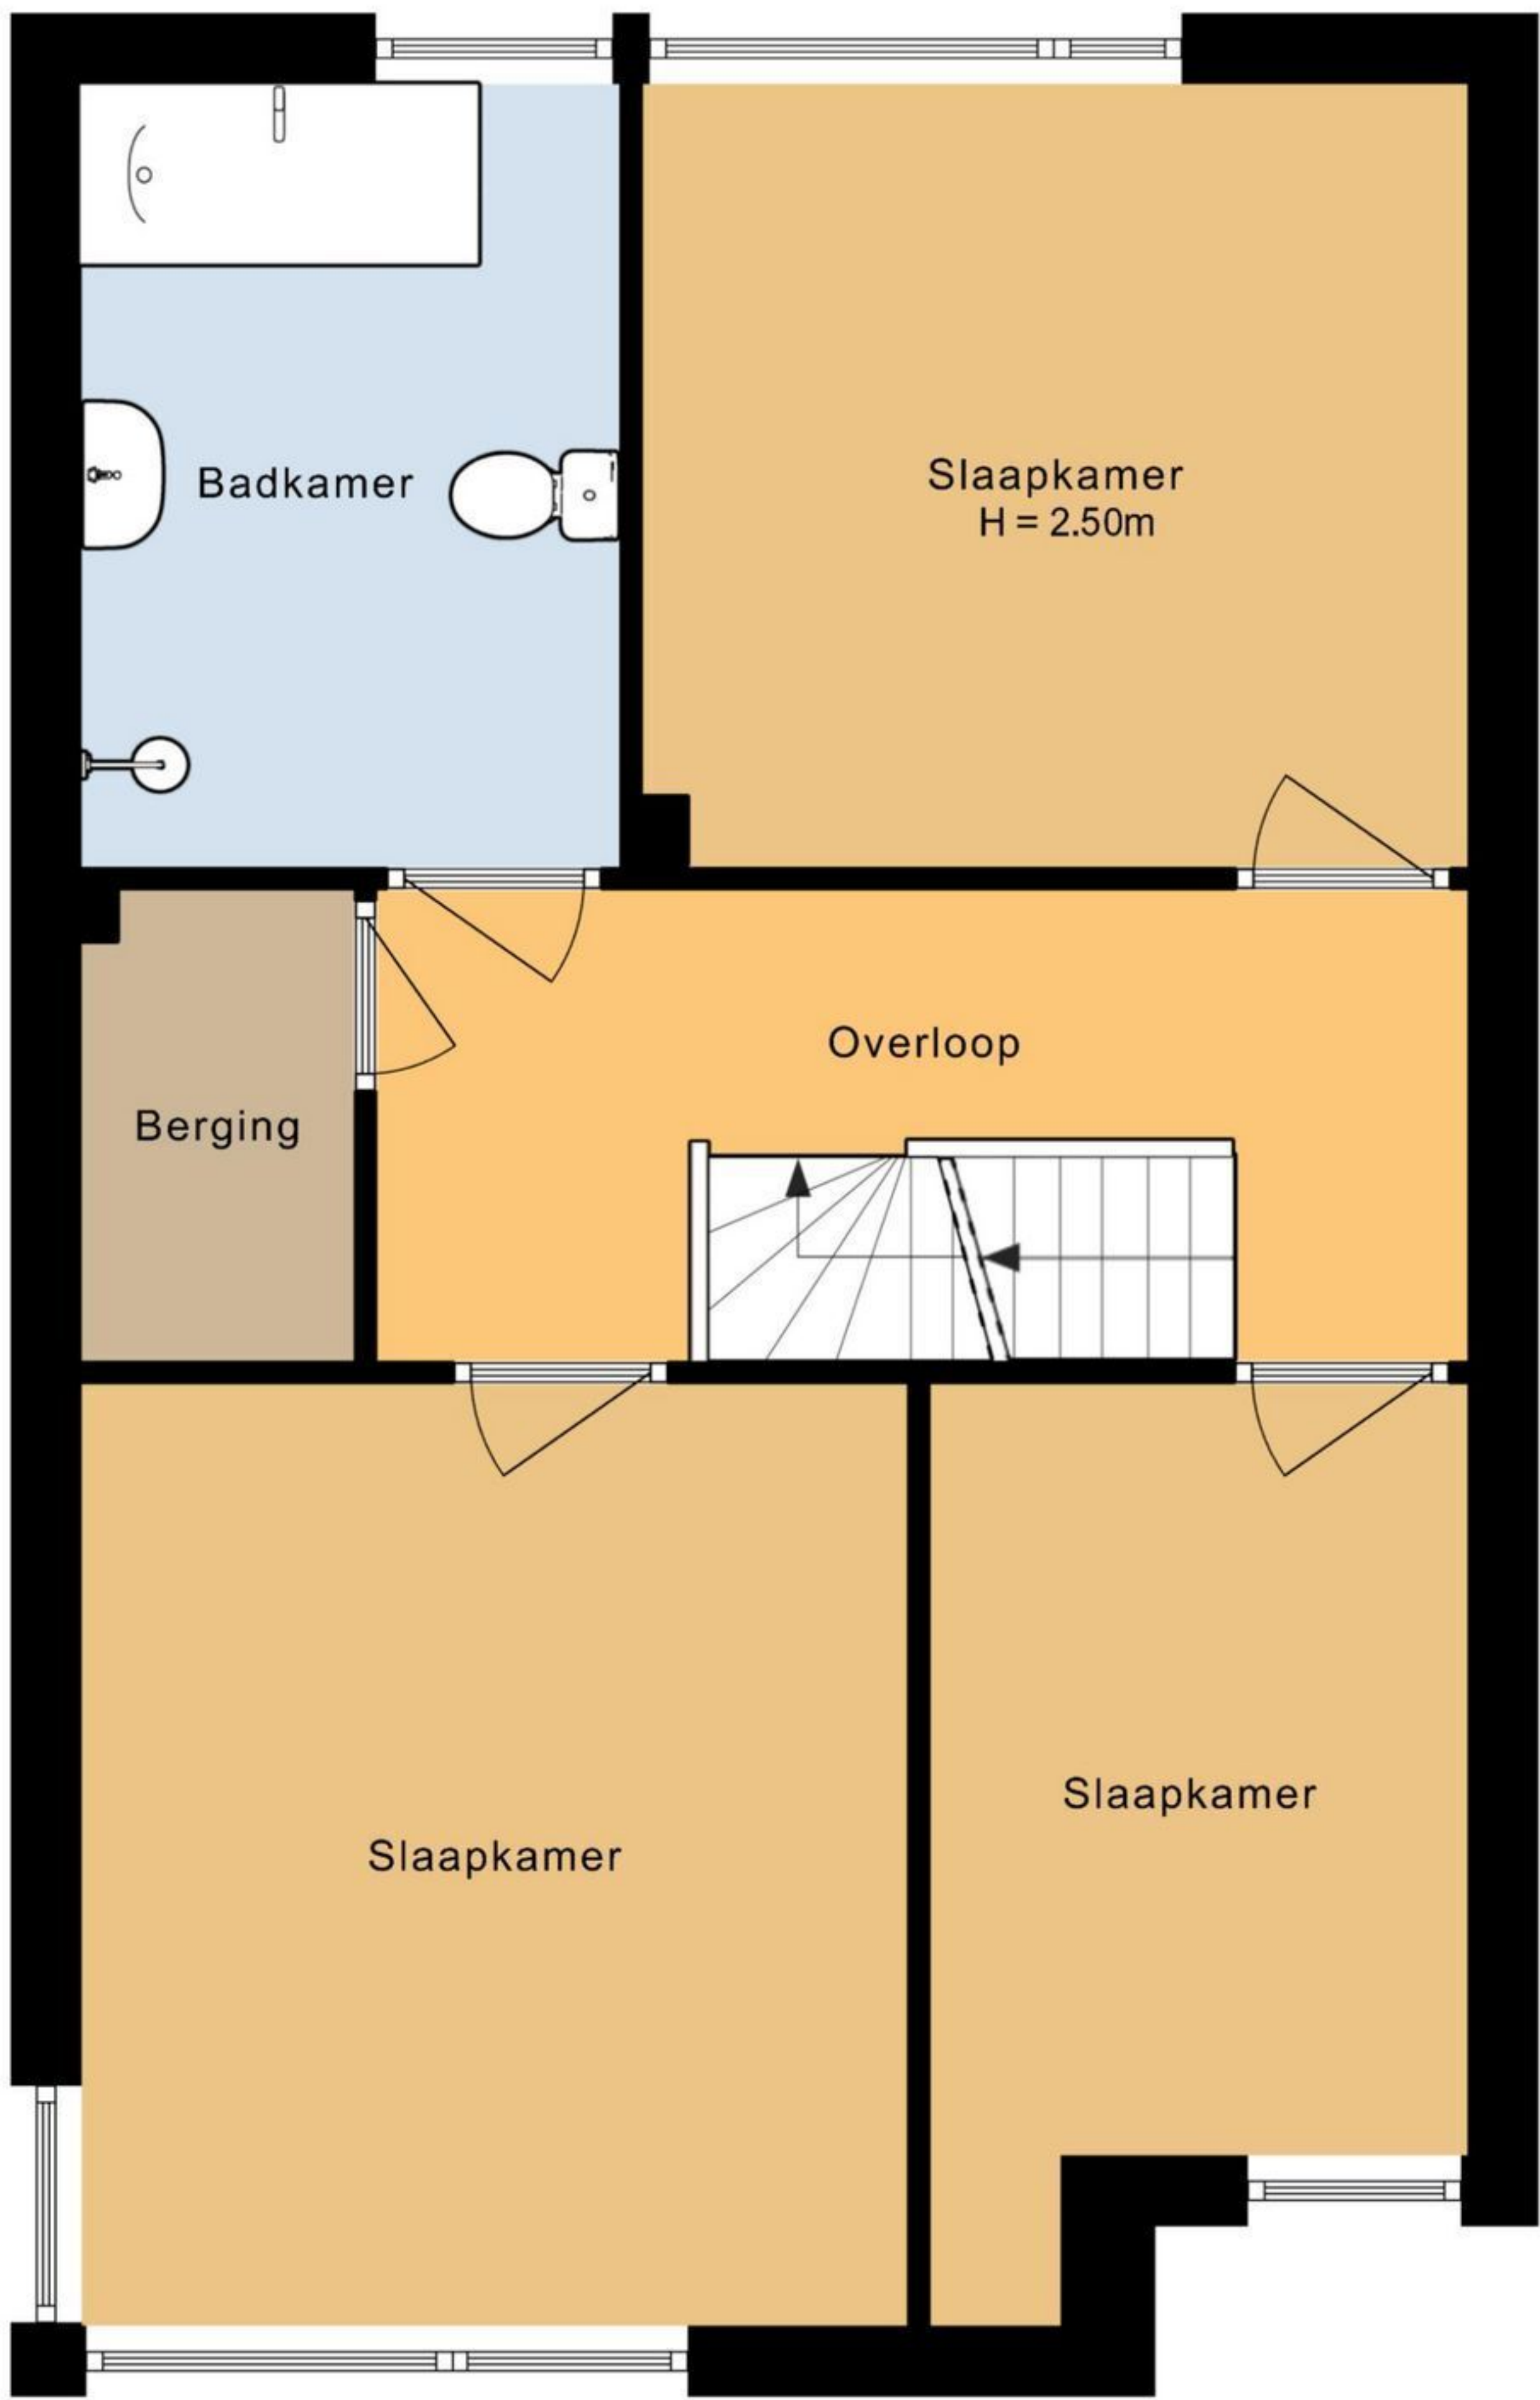 Badkamer
Slaapkamer
H = 2.50m
Overloop
Berging
Slaapkamer
Slaapkamer